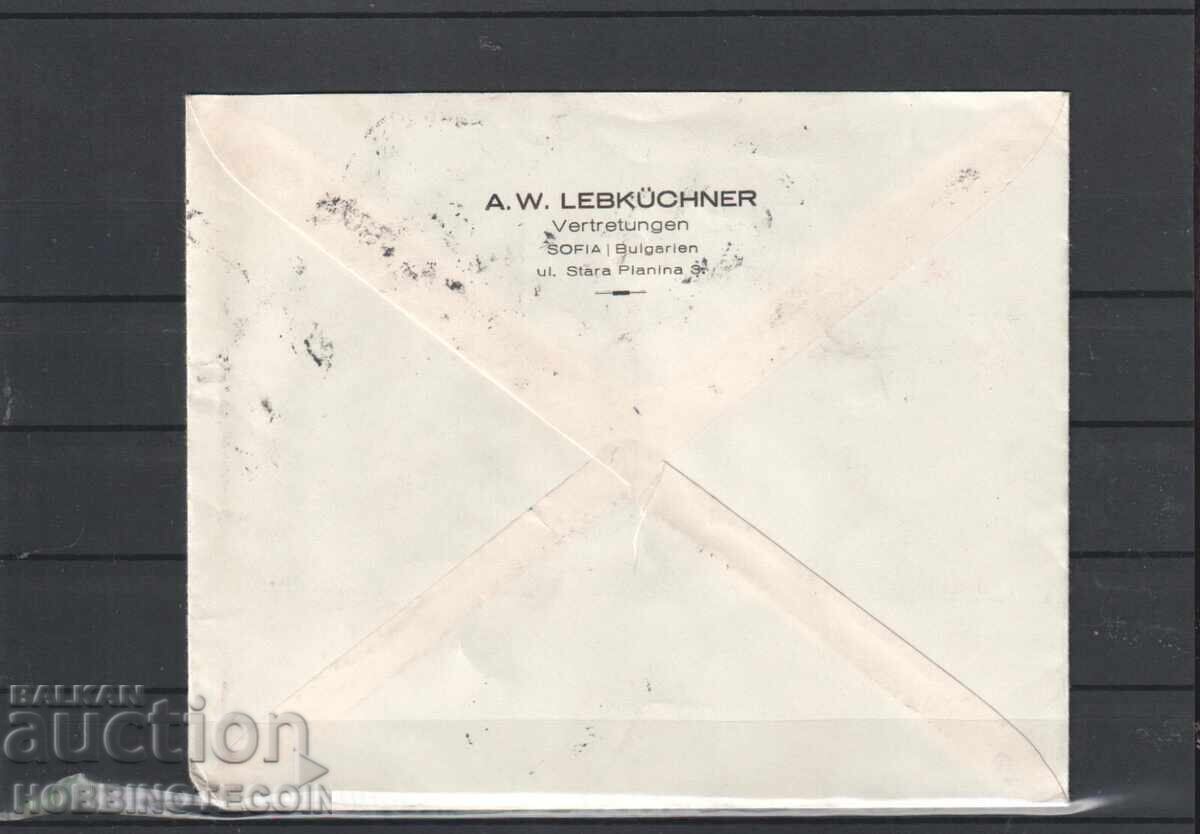 A. W. LEBKÜCHNER
Vertretungen
SOFIA | Bulgarien
ul. Stara Planina 3.
BALKAN
auction
HOBBINOTECOIN